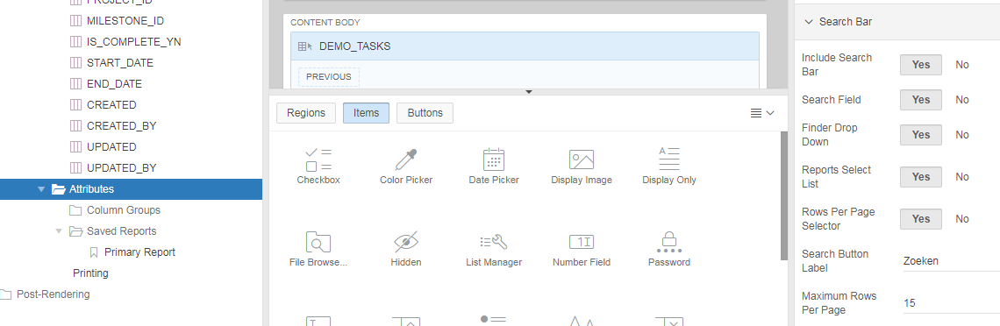 PROJECT_ID
MILESTONE_ID
IS_COMPLETE_YN
START_DATE
END_DATE
CREATED
CREATED_BY
UPDATED
UPDATED_BY
Attributes
Column Groups
Saved Reports
Primary Report
Printing
Post-Rendering
CONTENT BODY
DEMO_TASKS
PREVIOUS
Regions
Items
Buttons
Checkbox
Color Picker
Date Picker
Display Image
Display Only
File Browse...
Hidden
List Manager
Number Field
Password
Search Bar
Include Search
Bar
Yes
No
Search Field
Yes
No
Finder Drop
Down
Yes
No
Reports Select
List
Yes
No
Rows Per Page
Selector
Yes
No
Search Button
Label
Zoeken
Maximum Rows
Per Page
15